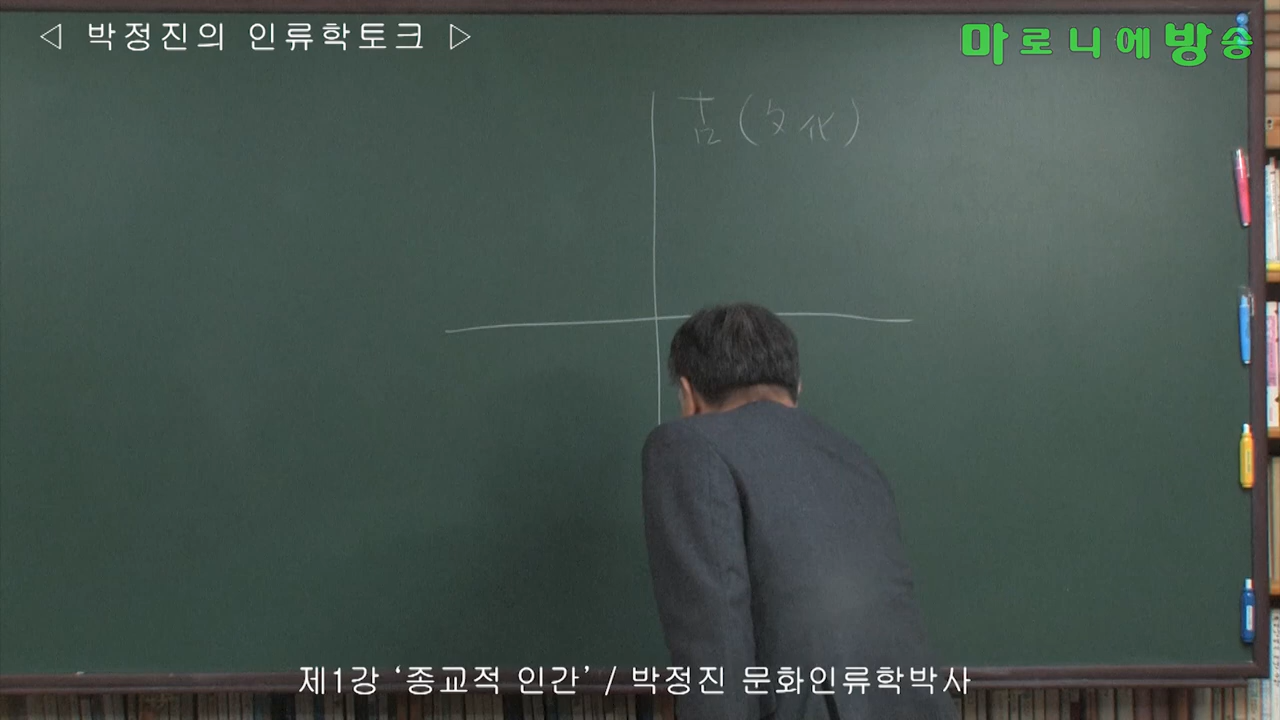 ◁ 박정진의 인류학토크 ▷
마로니에방송
(文化)
제1강 ‘종교적 인간’ / 박정진 문화인류학박사